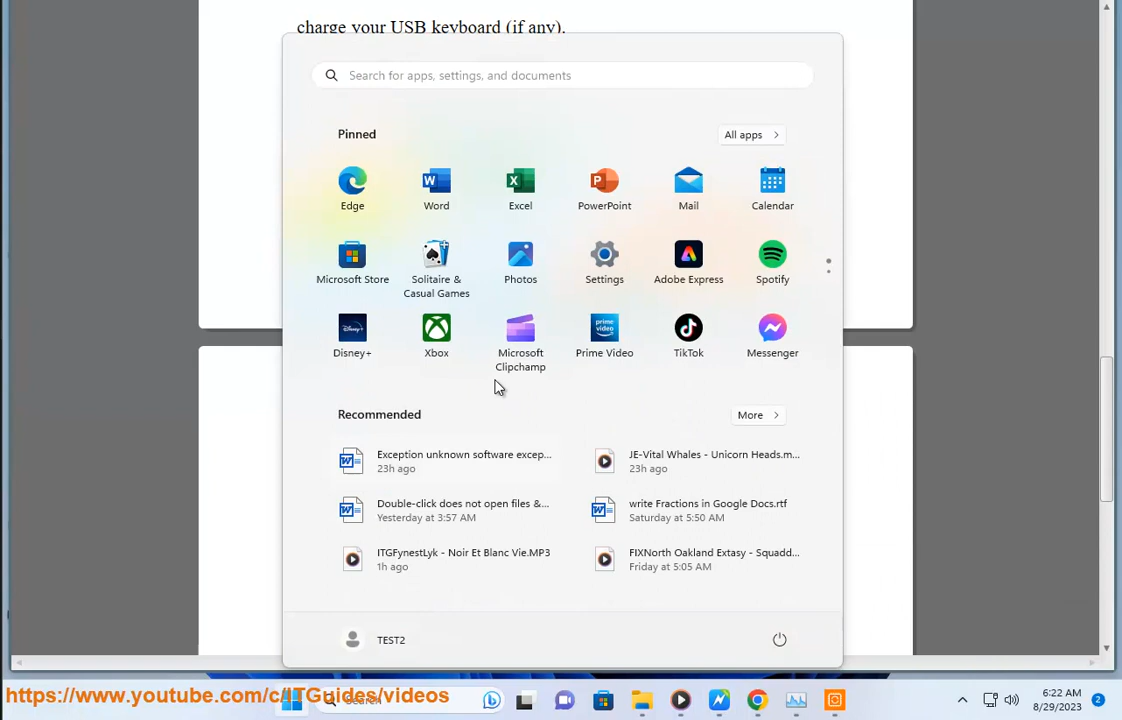 charge your USB keyboard (if any).
Search for apps, settings, and documents
Pinned
All apps
Edge
Word
Excel
PowerPoint
Mail
Calendar
Microsoft Store
Solitaire &
Casual Games
Photos
Settings
Adobe Express
Spotify
Disney+
Disney+
Xbox
Microsoft
Clipchamp
prime
video
Prime Video
TikTok
Messenger
Recommended
More
Exception unknown software excep...
23h ago
JE-Vital Whales - Unicorn Heads.m...
23h ago
Double-click does not open files &...
Yesterday at 3:57 AM
write Fractions in Google Docs.rtf
Saturday at 5:50 AM
ITGFynestLyk - Noir Et Blanc Vie.MP3
1h ago
FIXNorth Oakland Extasy - Squadd...
Friday at 5:05 AM
TEST2
https://www.youtube.com/c/ITGuides/videos
Search
6:22 AM
8/29/2023
2